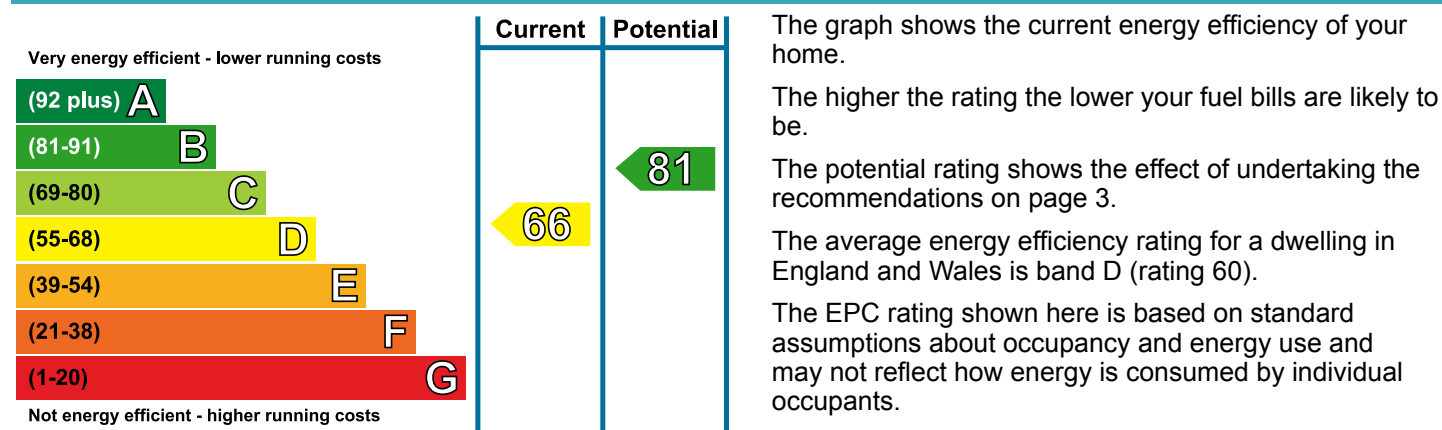 Current Potential
Very energy efficient - lower running costs
(92 plus) A
(81-91) B
81
(69-80) C
66
(55-68) D
(39-54) E
(21-38) F
(1-20) G
Not energy efficient - higher running costs
The graph shows the current energy efficiency of your
home.
The higher the rating the lower your fuel bills are likely to
be.
The potential rating shows the effect of undertaking the
recommendations on page 3.
The average energy efficiency rating for a dwelling in
England and Wales is band D (rating 60).
The EPC rating shown here is based on standard
assumptions about occupancy and energy use and
may not reflect how energy is consumed by individual
occupants.